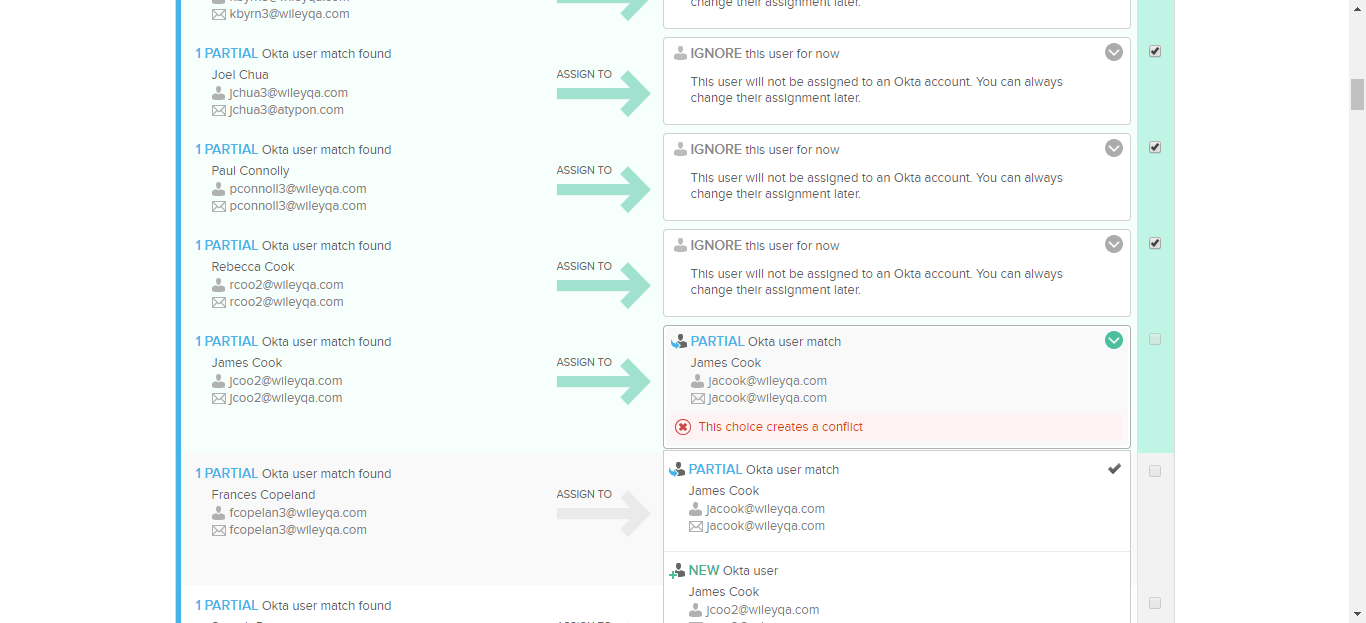 kbyrn3@wileyqa.com
change their assignment later.
1 PARTIAL Okta user match found
Joel Chua
jchua3@wileyqa.com
jchua3@atypon.com
ASSIGN TO
IGNORE this user for now
This user will not be assigned to an Okta account. You can always
change their assignment later.
1 PARTIAL Okta user match found
Paul Connolly
pconnoll3@wileyqa.com
pconnoll3@wileyqa.com
ASSIGN TO
IGNORE this user for now
This user will not be assigned to an Okta account. You can always
change their assignment later.
1 PARTIAL Okta user match found
Rebecca Cook
rcoo2@wileyqa.com
rcoo2@wileyqa.com
ASSIGN TO
IGNORE this user for now
This user will not be assigned to an Okta account. You can always
change their assignment later.
1 PARTIAL Okta user match found
James Cook
jcoo2@wileyqa.com
jcoo2@wileyqa.com
ASSIGN TO
PARTIAL Okta user match
James Cook
jacook@wileyqa.com
jacook@wileyqa.com
This choice creates a conflict
1 PARTIAL Okta user match found
Frances Copeland
fcopelan3@wileyqa.com
fcopelan3@wileyqa.com
ASSIGN TO
PARTIAL Okta user match
James Cook
jacook@wileyqa.com
jacook@wileyqa.com
NEW Okta user
James Cook
jcoo2@wileyqa.com
1 PARTIAL Okta user match found